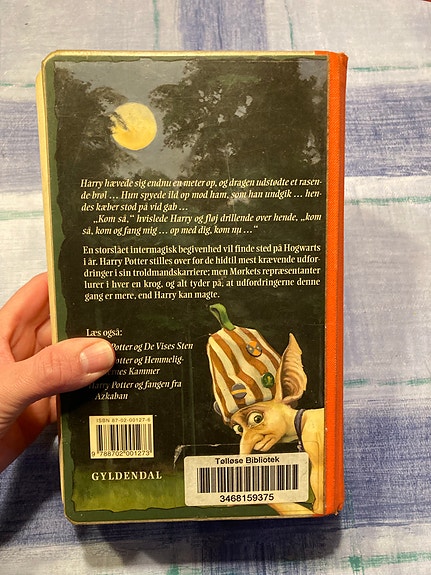 Harry hævede sig endnu en meter op, og dragen udstødte et rasen-
de brøl ... Hun spyede ild op mod ham, som han undgik ... hen-
des kæber stod på vid gab ...
„Kom så,“ hvislede Harry og fløj drillende over hende, „kom
så, kom og fang mig ... op med dig, kom nu ...“
En storslået intermagisk begivenhed vil finde sted på Hogwarts
i år. Harry Potter stilles over for de hidtil mest krævende udfor-
dringer i sin troldmandskarriere; men Mørkets repræsentanter
lurer i hver en krog, og alt tyder på, at udfordringerne denne
gang er mere, end Harry kan magte.
Læs også:
Potter og De Vises Sten
Potter og Hemmelig-
Kammer
Harry Potter og fangen fra
Azkaban
ISBN 87-02-00127-6
9 788702 001273
GYLDENDAL
Tølløse Bibliotek
3468159375